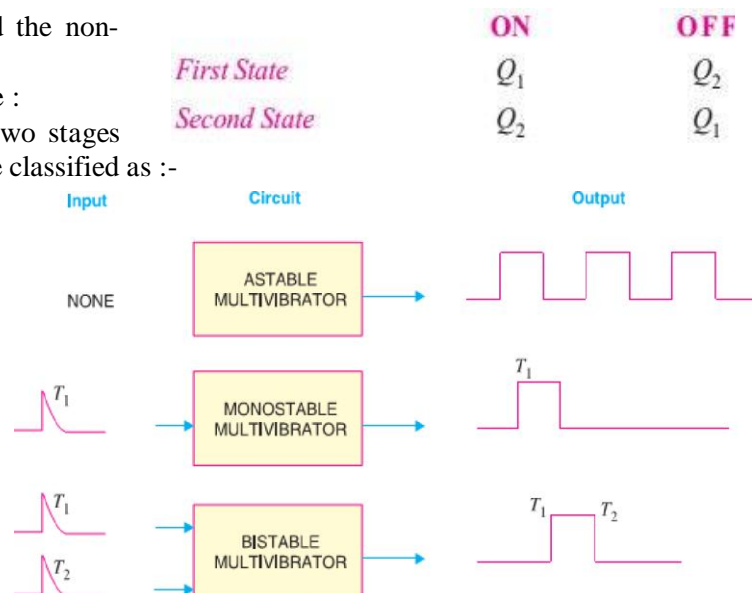 d the non-
e :
wo stages
e classified as :-
ON OFF
First State Q₁ Q₂
Second State Q₂ Q₁
Input Circuit Output
NONE
ASTABLE
MULTIVIBRATOR
T₁
MONOSTABLE
MULTIVIBRATOR
T₁
T₁
T₂
BISTABLE
MULTIVIBRATOR
T₁ T₂